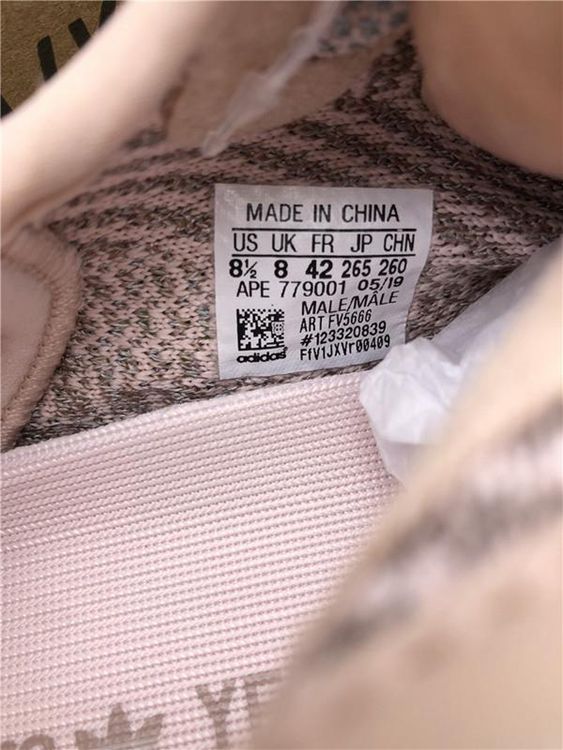 MADE IN CHINA
US UK FR JP CHN
8½ 8 42 265 260
APE 779001 05/19
MALE/MÂLE
ART FV5666
#123320839
FfV1JXVr00409
adidas